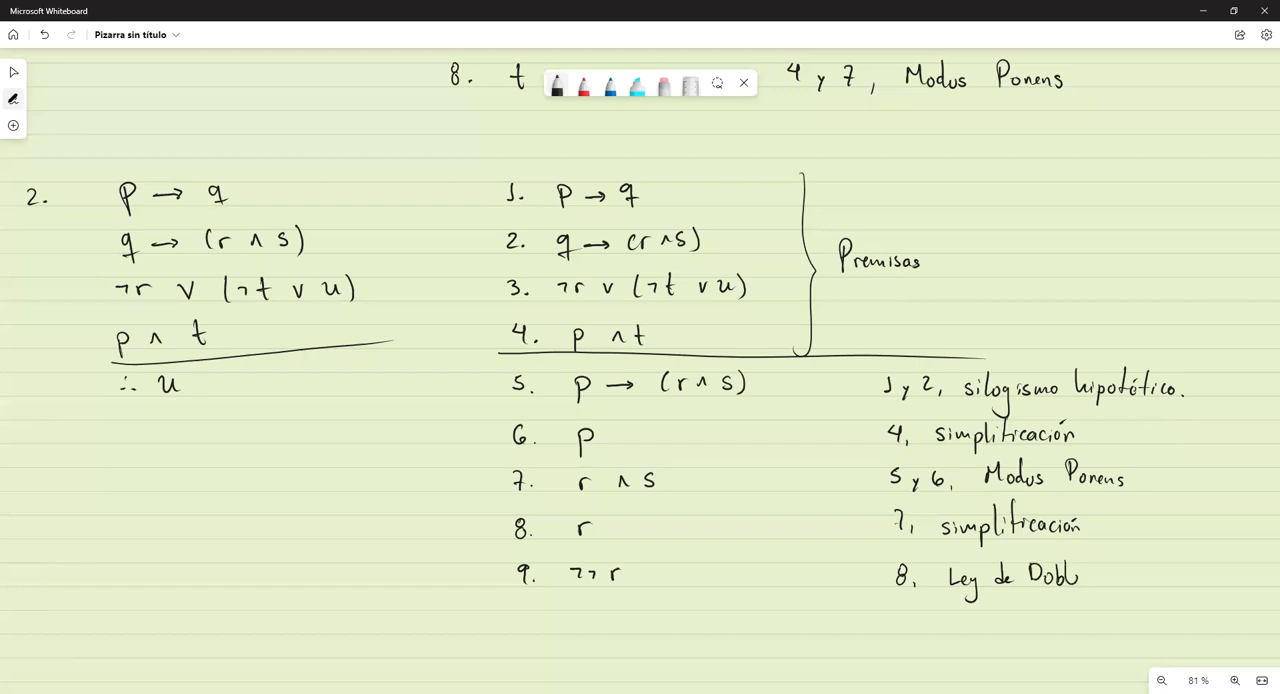 Microsoft Whiteboard
Pizarra sin título
8. t 4 y 7, Modus Ponens
2. p → q
q → (r ∧ s)
¬r ∨ (¬t ∨ u)
p ∧ t
∴ u
1. p → q
2. q → (r ∧ s)
3. ¬r ∨ (¬t ∨ u)
4. p ∧ t
Premisas
5. p → (r ∧ s) 1 y 2, silogismo hipotótico.
6. p 4, simplificación
7. r ∧ s 5 y 6, Modus Ponens
8. r 7, simplificación
9. ¬¬r 8, Ley de Dobl
81 %